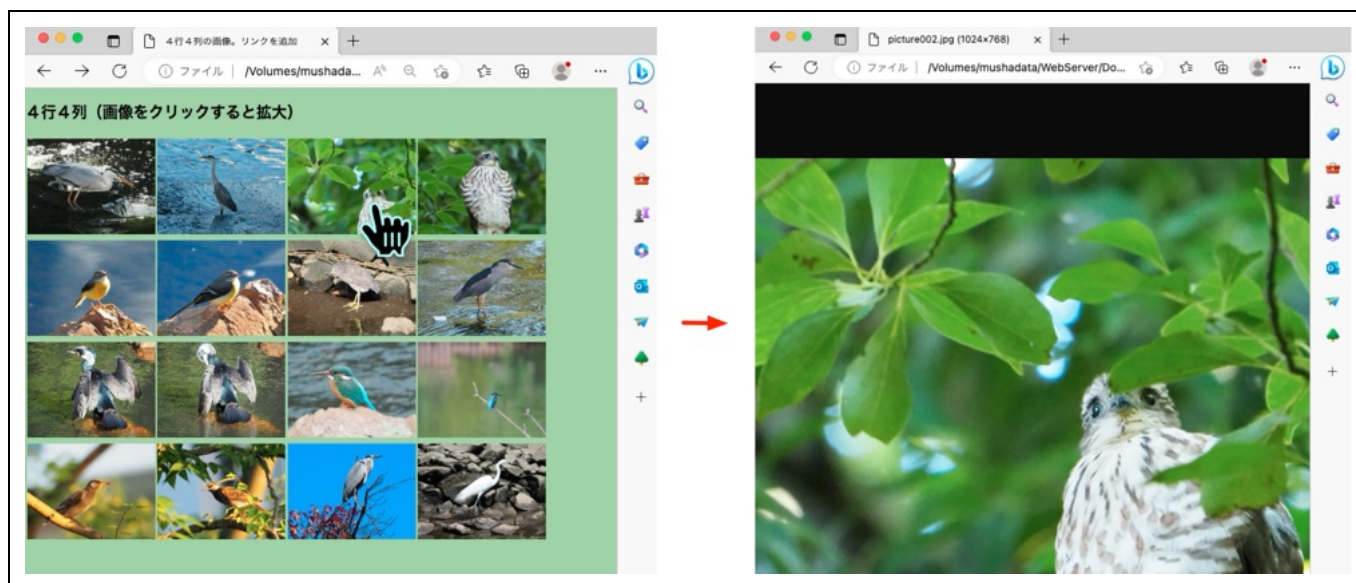 ４行４列の画像。リンクを追加
ファイル | /Volumes/mushada...
４行４列（画像をクリックすると拡大）
picture002.jpg (1024×768)
ファイル | /Volumes/mushadata/WebServer/Do...